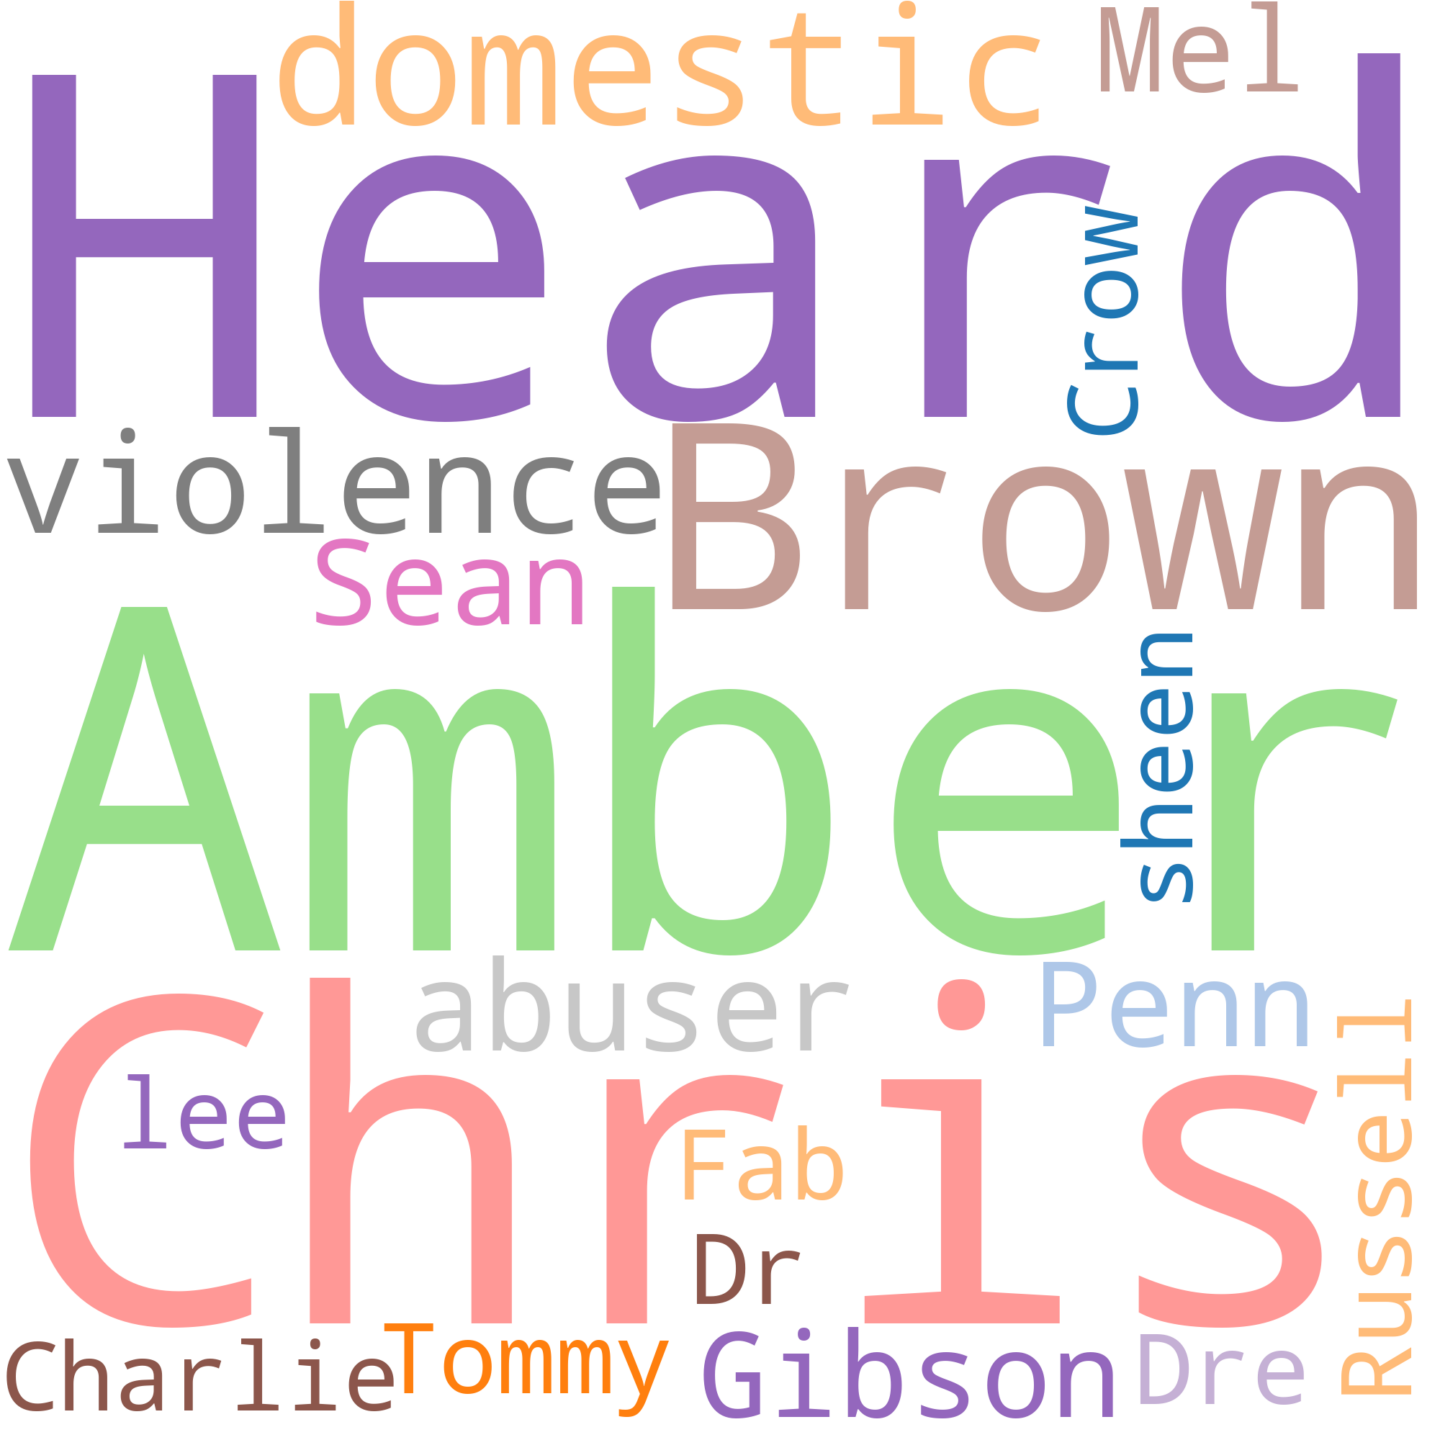 domestic
Mel
Heard
Crow
violence
Brown
Sean
Amber
sheen
abuser
Penn
Chris
lee
Fab
Russell
Dr
Charlie
Tommy
Gibson
Dre